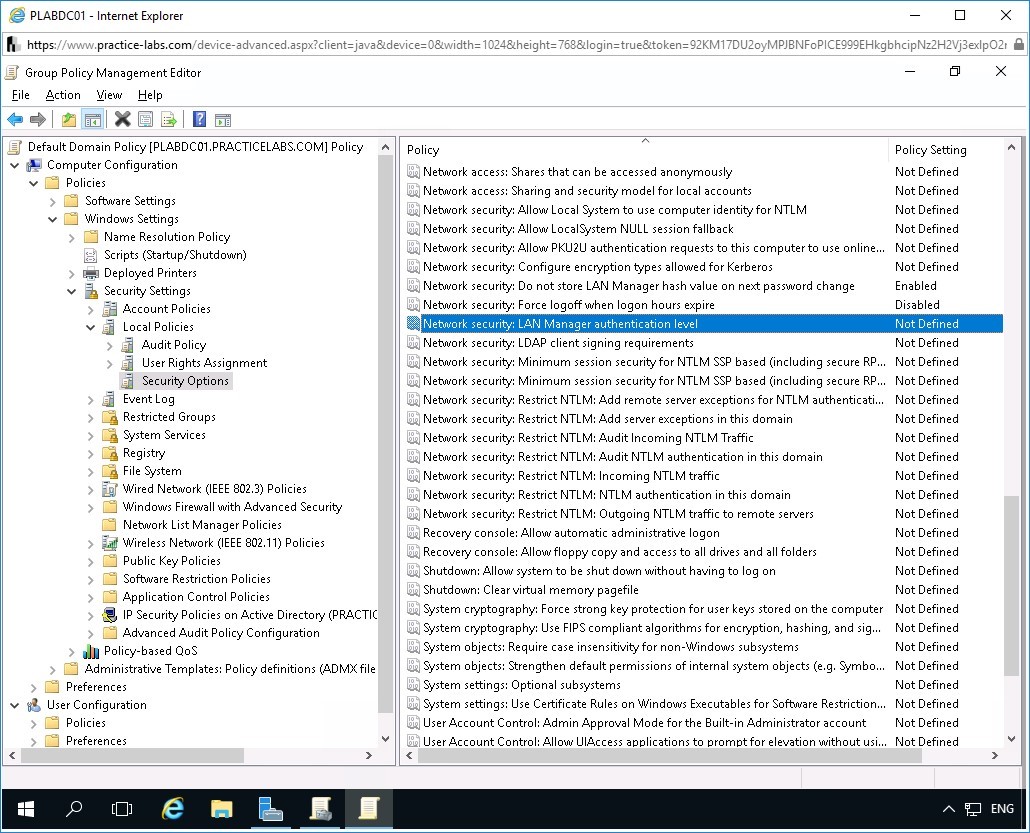 PLABDC01 - Internet Explorer
https://www.practice-labs.com/device-advanced.aspx?client=java&device=0&width=1024&height=768&login=true&token=
Group Policy Management Editor
File Action View Help
Default Domain Policy [PLABDC01.PRACTICELABS.COM] Policy
Computer Configuration
Policies
Software Settings
Windows Settings
Name Resolution Policy
Scripts (Startup/Shutdown)
Deployed Printers
Security Settings
Account Policies
Local Policies
Audit Policy
User Rights Assignment
Security Options
Event Log
Restricted Groups
System Services
Registry
File System
Wired Network (IEEE 802.3) Policies
Windows Firewall with Advanced Security
Network List Manager Policies
Wireless Network (IEEE 802.11) Policies
Public Key Policies
Software Restriction Policies
Application Control Policies
IP Security Policies on Active Directory (PRACTIC
Advanced Audit Policy Configuration
Policy-based QoS
Administrative Templates: Policy definitions (ADMX file
Preferences
User Configuration
Policies
Preferences
Policy Policy Setting
Network access: Shares that can be accessed anonymously Not Defined
Network access: Sharing and security model for local accounts Not Defined
Network security: Allow Local System to use computer identity for NTLM Not Defined
Network security: Allow LocalSystem NULL session fallback Not Defined
Network security: Allow PKU2U authentication requests to this computer to use online... Not Defined
Network security: Configure encryption types allowed for Kerberos Not Defined
Network security: Do not store LAN Manager hash value on next password change Enabled
Network security: Force logoff when logon hours expire Disabled
Network security: LAN Manager authentication level Not Defined
Network security: LDAP client signing requirements Not Defined
Network security: Minimum session security for NTLM SSP based (including secure RP... Not Defined
Network security: Minimum session security for NTLM SSP based (including secure RP... Not Defined
Network security: Restrict NTLM: Add remote server exceptions for NTLM authenticati... Not Defined
Network security: Restrict NTLM: Add server exceptions in this domain Not Defined
Network security: Restrict NTLM: Audit Incoming NTLM Traffic Not Defined
Network security: Restrict NTLM: Audit NTLM authentication in this domain Not Defined
Network security: Restrict NTLM: Incoming NTLM traffic Not Defined
Network security: Restrict NTLM: NTLM authentication in this domain Not Defined
Network security: Restrict NTLM: Outgoing NTLM traffic to remote servers Not Defined
Recovery console: Allow automatic administrative logon Not Defined
Recovery console: Allow floppy copy and access to all drives and all folders Not Defined
Shutdown: Allow system to be shut down without having to log on Not Defined
Shutdown: Clear virtual memory pagefile Not Defined
System cryptography: Force strong key protection for user keys stored on the computer Not Defined
System cryptography: Use FIPS compliant algorithms for encryption, hashing, and sig... Not Defined
System objects: Require case insensitivity for non-Windows subsystems Not Defined
System objects: Strengthen default permissions of internal system objects (e.g. Symbo... Not Defined
System settings: Optional subsystems Not Defined
System settings: Use Certificate Rules on Windows Executables for Software Restriction... Not Defined
User Account Control: Admin Approval Mode for the Built-in Administrator account Not Defined
User Account Control: Allow UIAccess applications to prompt for elevation without usi... Not Defined
ENG